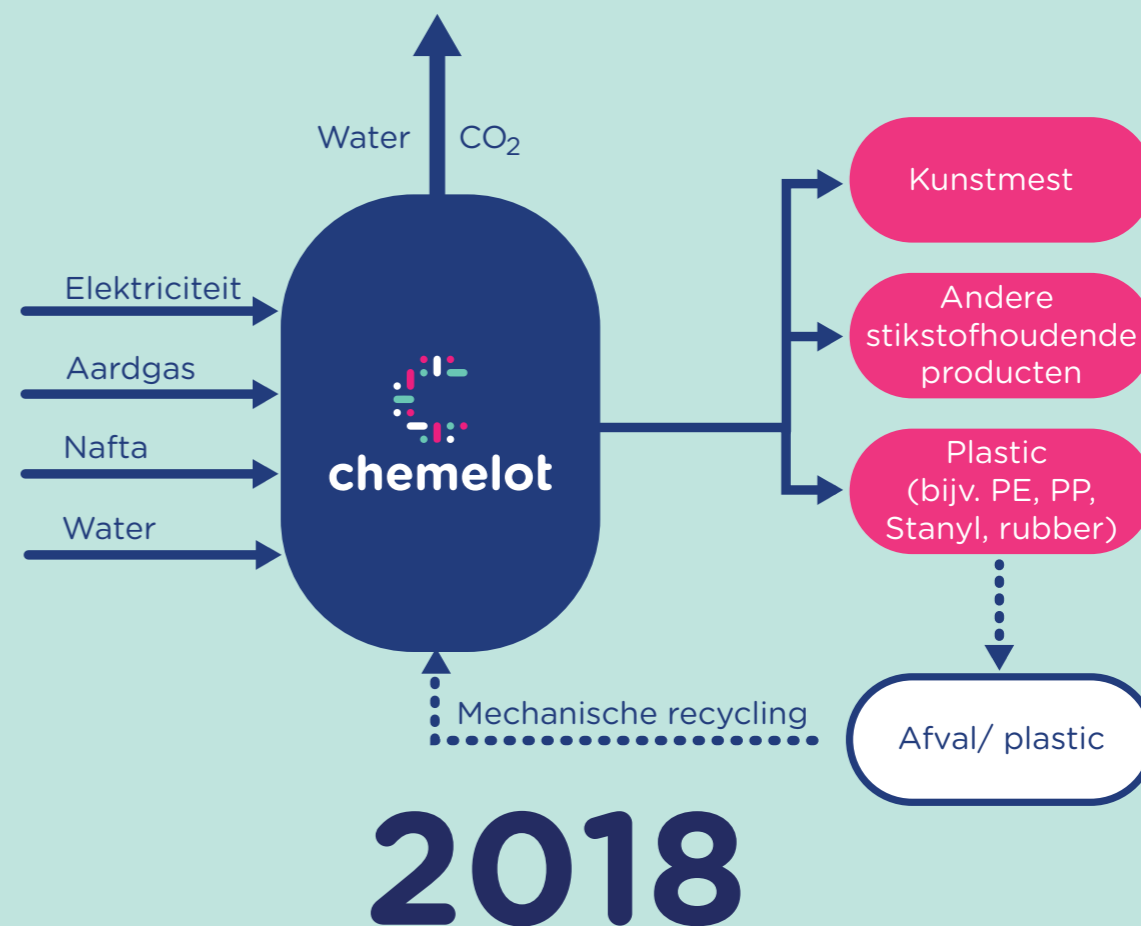 Water CO₂
Elektriciteit
Aardgas
Nafta
Water
chemelot
Kunstmest
Andere
stikstofhoudende
producten
Plastic
(bijv. PE, PP,
Stanyl, rubber)
Mechanische recycling
Afval/ plastic
2018